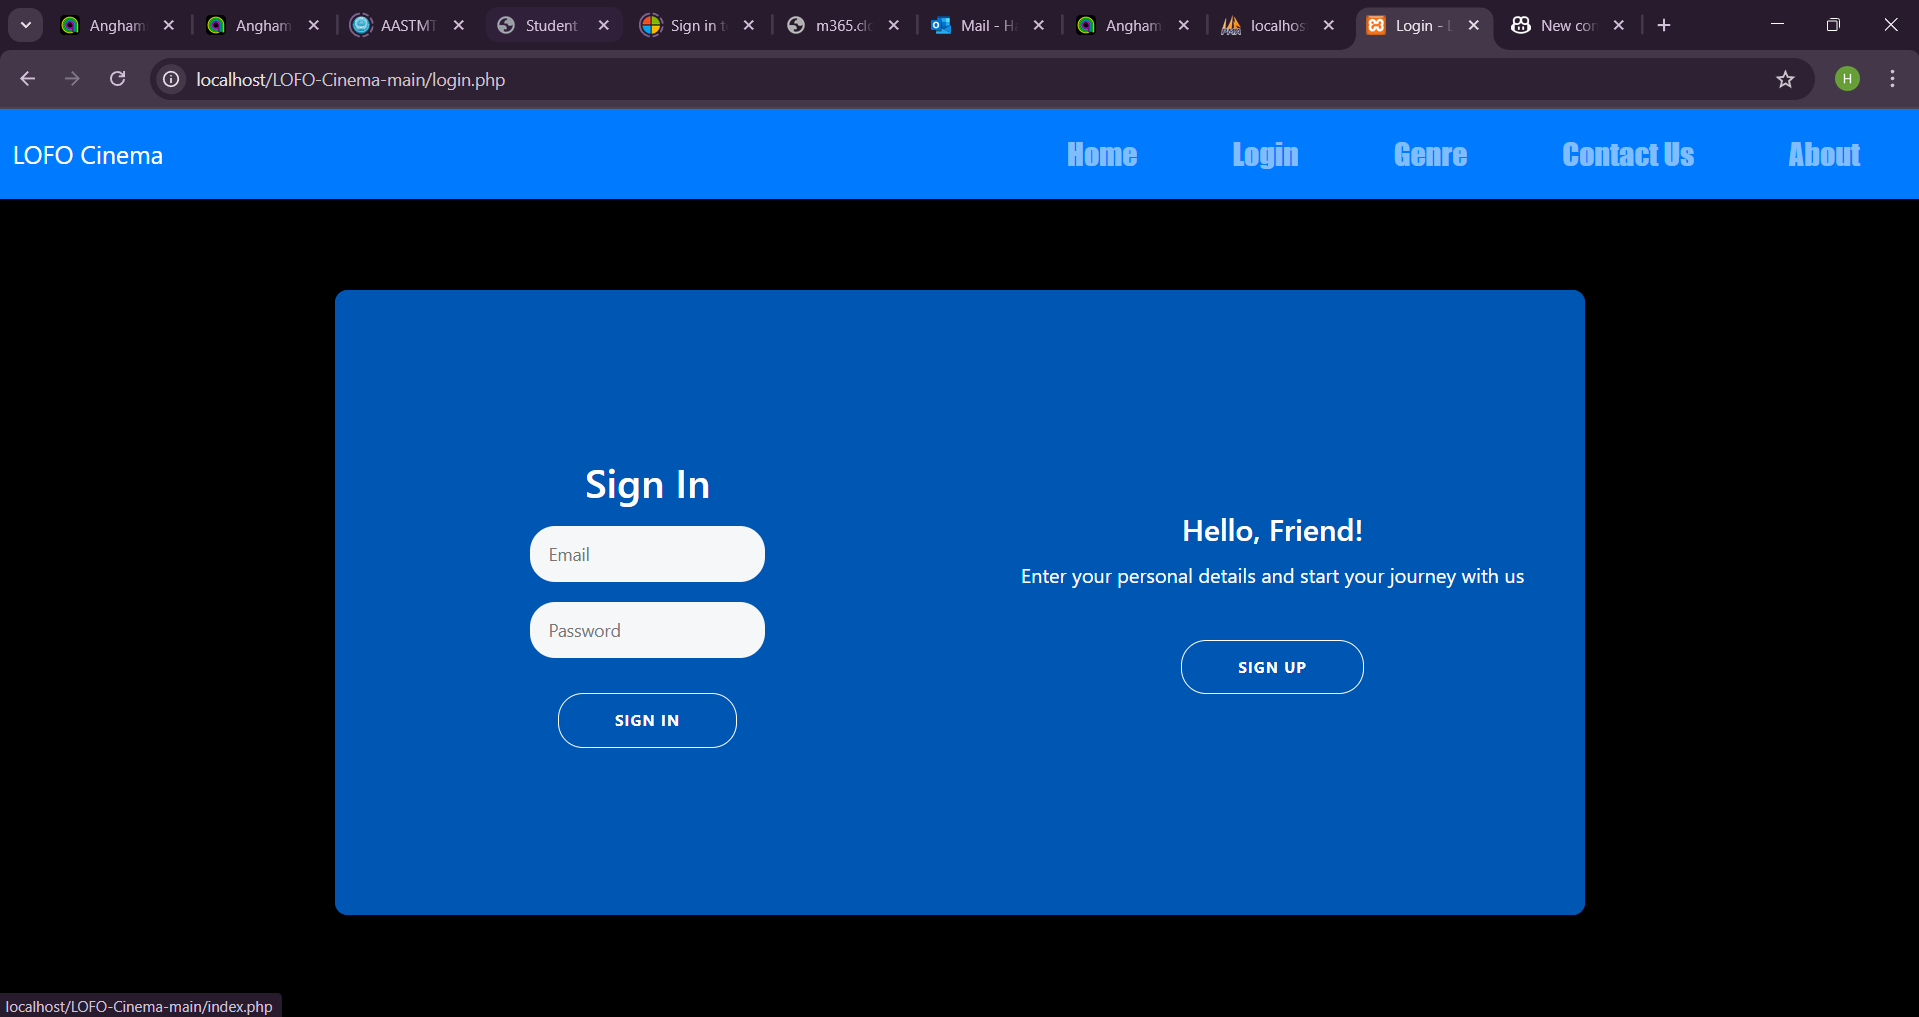 Angham
Angham
AASTMT
Student
Sign in t
m365.cl
Mail - H
Angham
localhos
Login - L
New con
localhost/LOFO-Cinema-main/login.php
H
LOFO Cinema
Home
Login
Genre
Contact Us
About
Sign In
Email
Password
SIGN IN
Hello, Friend!
Enter your personal details and start your journey with us
SIGN UP
localhost/LOFO-Cinema-main/index.php